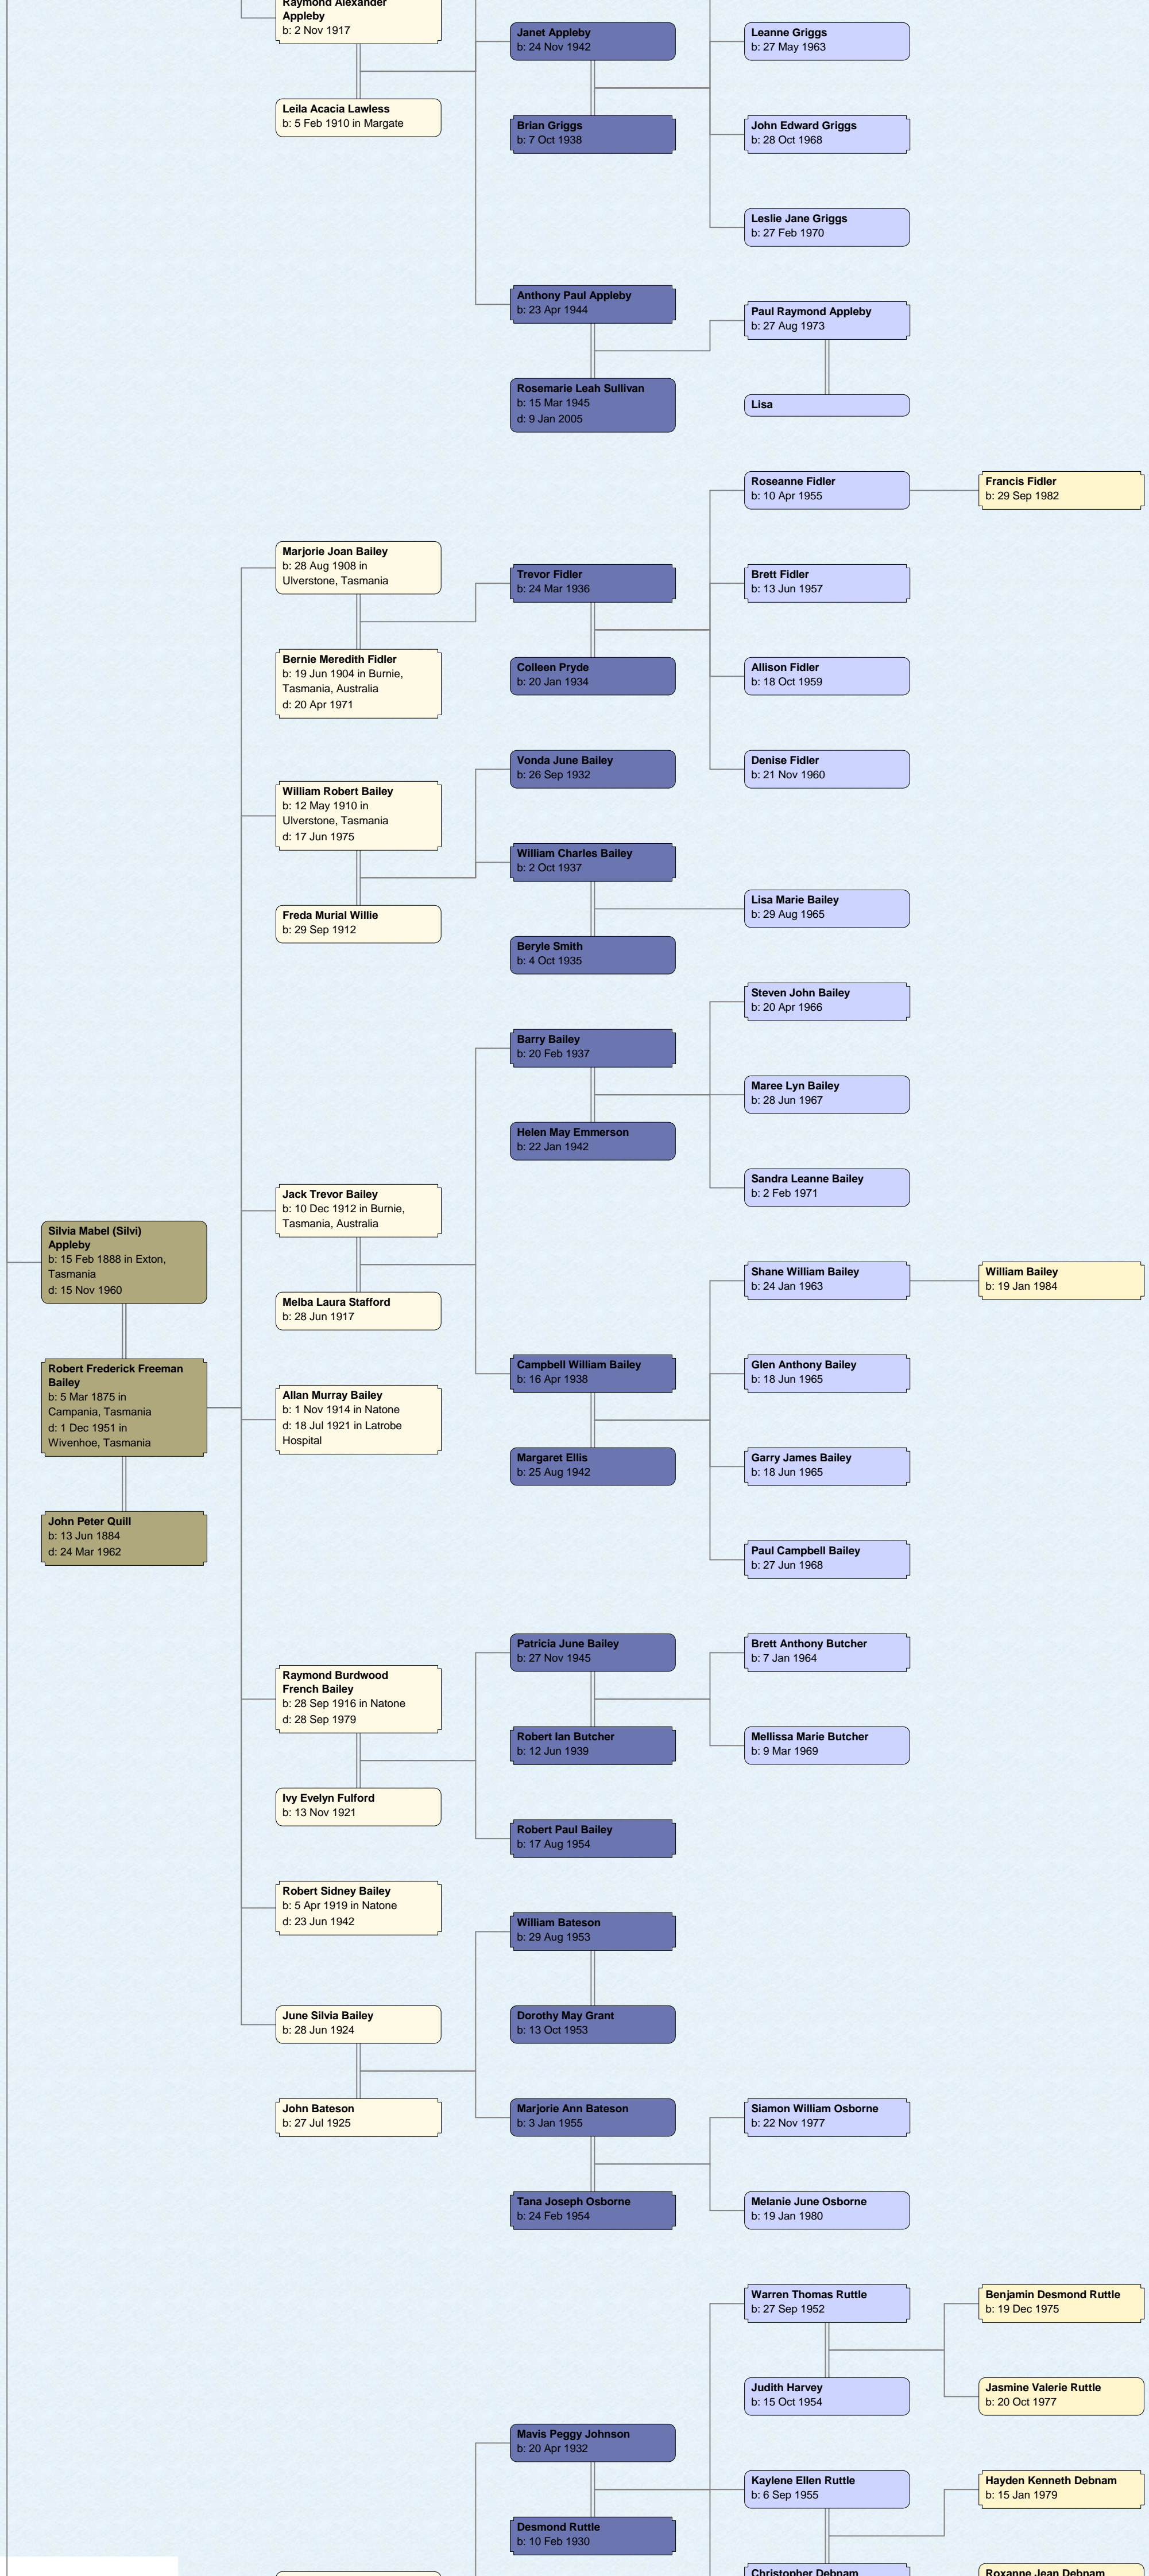 Raymond Alexander
Appleby
b: 2 Nov 1917
Leila Acacia Lawless
b: 5 Feb 1910 in Margate
Janet Appleby
b: 24 Nov 1942
Brian Griggs
b: 7 Oct 1938
Leanne Griggs
b: 27 May 1963
John Edward Griggs
b: 28 Oct 1968
Leslie Jane Griggs
b: 27 Feb 1970
Anthony Paul Appleby
b: 23 Apr 1944
Rosemarie Leah Sullivan
b: 15 Mar 1945
d: 9 Jan 2005
Paul Raymond Appleby
b: 27 Aug 1973
Lisa
Silvia Mabel (Silvi)
Appleby
b: 15 Feb 1888 in Exton,
Tasmania
d: 15 Nov 1960
Robert Frederick Freeman
Bailey
b: 5 Mar 1875 in
Campania, Tasmania
d: 1 Dec 1951 in
Wivenhoe, Tasmania
John Peter Quill
b: 13 Jun 1884
d: 24 Mar 1962
Marjorie Joan Bailey
b: 28 Aug 1908 in
Ulverstone, Tasmania
Bernie Meredith Fidler
b: 19 Jun 1904 in Burnie,
Tasmania, Australia
d: 20 Apr 1971
Trevor Fidler
b: 24 Mar 1936
Colleen Pryde
b: 20 Jan 1934
Roseanne Fidler
b: 10 Apr 1955
Francis Fidler
b: 29 Sep 1982
Brett Fidler
b: 13 Jun 1957
Allison Fidler
b: 18 Oct 1959
Denise Fidler
b: 21 Nov 1960
William Robert Bailey
b: 12 May 1910 in
Ulverstone, Tasmania
d: 17 Jun 1975
Freda Murial Willie
b: 29 Sep 1912
Vonda June Bailey
b: 26 Sep 1932
William Charles Bailey
b: 2 Oct 1937
Beryle Smith
b: 4 Oct 1935
Lisa Marie Bailey
b: 29 Aug 1965
Jack Trevor Bailey
b: 10 Dec 1912 in Burnie,
Tasmania, Australia
Melba Laura Stafford
b: 28 Jun 1917
Barry Bailey
b: 20 Feb 1937
Helen May Emmerson
b: 22 Jan 1942
Steven John Bailey
b: 20 Apr 1966
Maree Lyn Bailey
b: 28 Jun 1967
Sandra Leanne Bailey
b: 2 Feb 1971
Campbell William Bailey
b: 16 Apr 1938
Margaret Ellis
b: 25 Aug 1942
Shane William Bailey
b: 24 Jan 1963
William Bailey
b: 19 Jan 1984
Glen Anthony Bailey
b: 18 Jun 1965
Garry James Bailey
b: 18 Jun 1965
Paul Campbell Bailey
b: 27 Jun 1968
Allan Murray Bailey
b: 1 Nov 1914 in Natone
d: 18 Jul 1921 in Latrobe
Hospital
Raymond Burdwood
French Bailey
b: 28 Sep 1916 in Natone
d: 28 Sep 1979
Ivy Evelyn Fulford
b: 13 Nov 1921
Patricia June Bailey
b: 27 Nov 1945
Robert Ian Butcher
b: 12 Jun 1939
Brett Anthony Butcher
b: 7 Jan 1964
Mellissa Marie Butcher
b: 9 Mar 1969
Robert Paul Bailey
b: 17 Aug 1954
Robert Sidney Bailey
b: 5 Apr 1919 in Natone
d: 23 Jun 1942
June Silvia Bailey
b: 28 Jun 1924
John Bateson
b: 27 Jul 1925
William Bateson
b: 29 Aug 1953
Dorothy May Grant
b: 13 Oct 1953
Marjorie Ann Bateson
b: 3 Jan 1955
Tana Joseph Osborne
b: 24 Feb 1954
Siamon William Osborne
b: 22 Nov 1977
Melanie June Osborne
b: 19 Jan 1980
Mavis Peggy Johnson
b: 20 Apr 1932
Desmond Ruttle
b: 10 Feb 1930
Warren Thomas Ruttle
b: 27 Sep 1952
Judith Harvey
b: 15 Oct 1954
Benjamin Desmond Ruttle
b: 19 Dec 1975
Jasmine Valerie Ruttle
b: 20 Oct 1977
Kaylene Ellen Ruttle
b: 6 Sep 1955
Christopher Debnam
Hayden Kenneth Debnam
b: 15 Jan 1979
Roxanne Jean Debnam